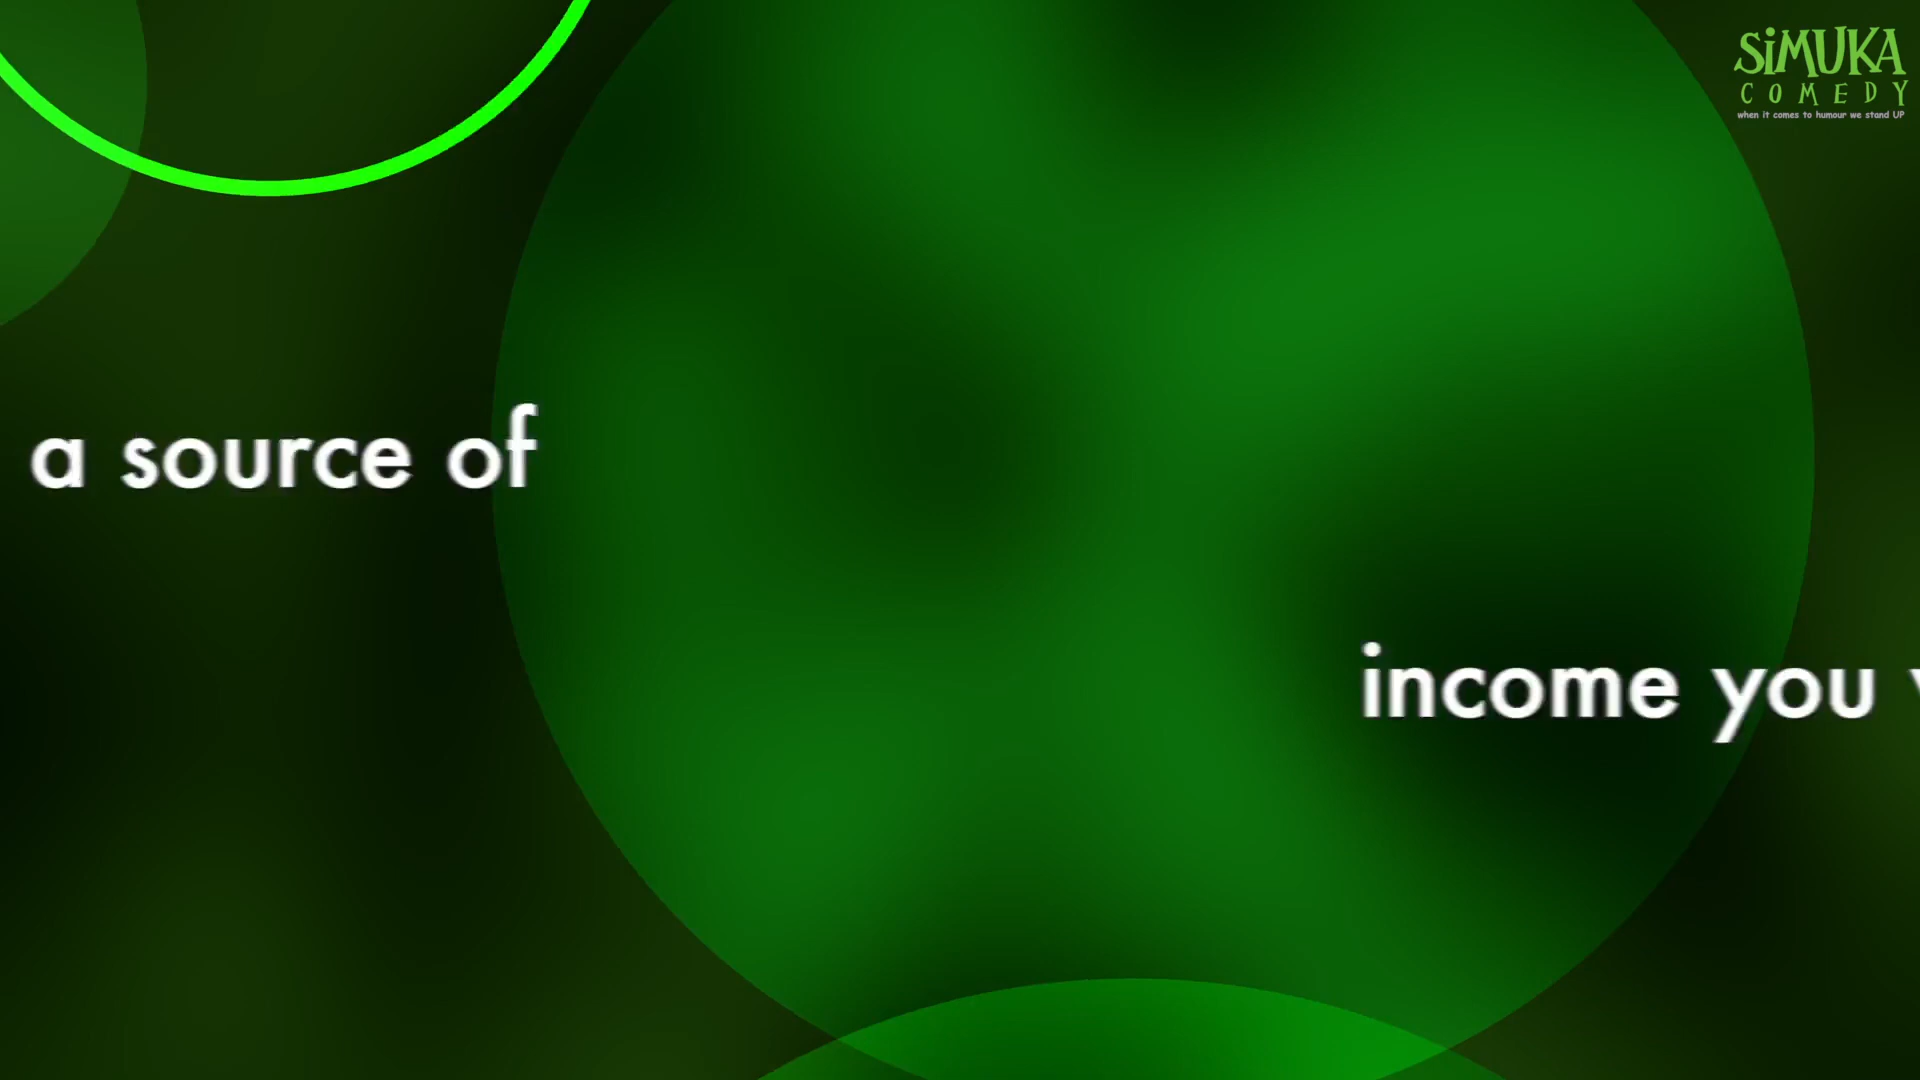 SiMUKA
COMEDY
when it comes to humour we stand UP
a source of
income you